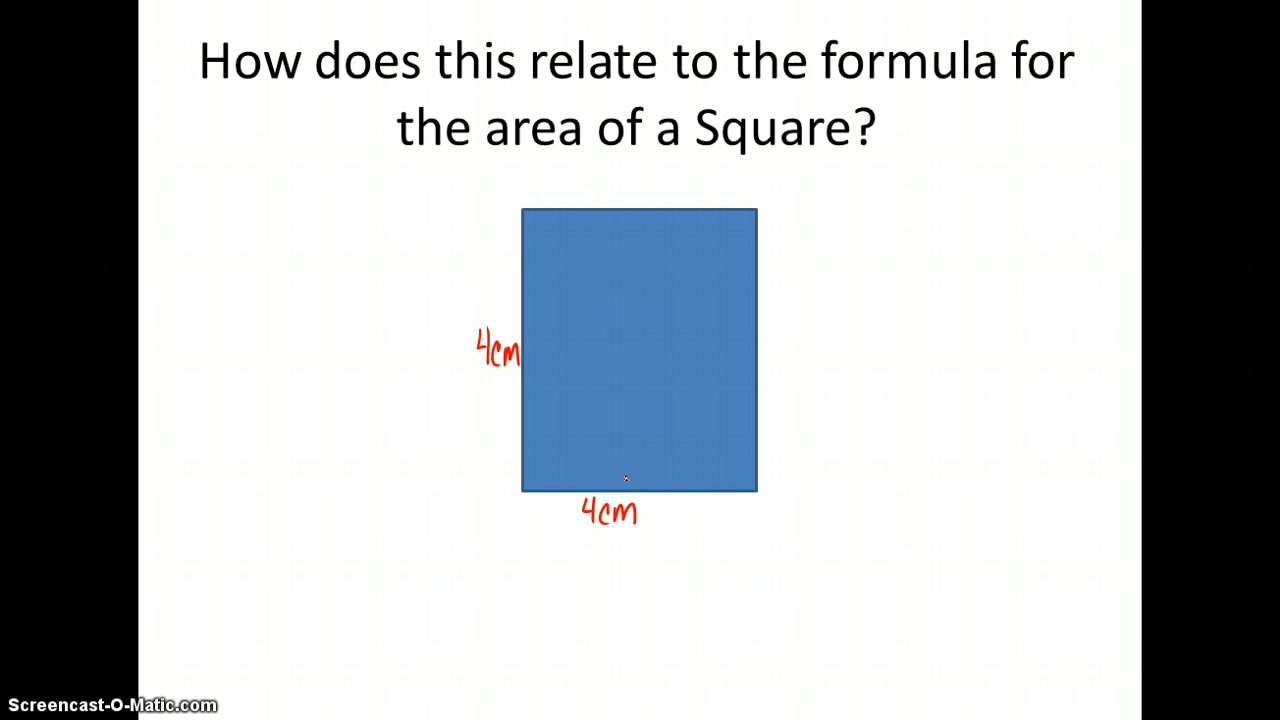 How does this relate to the formula for
the area of a Square?
4cm
4cm
Screencast-O-Matic.com